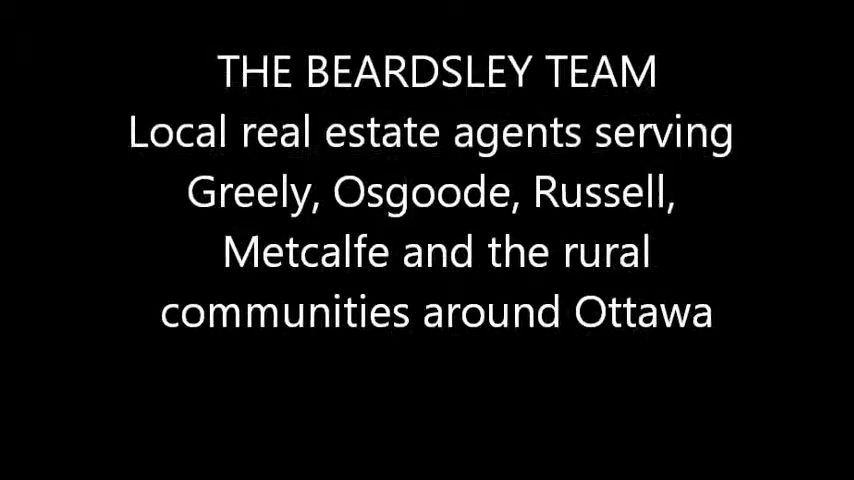 THE BEARDSLEY TEAM
Local real estate agents serving
Greely, Osgoode, Russell,
Metcalfe and the rural
communities around Ottawa